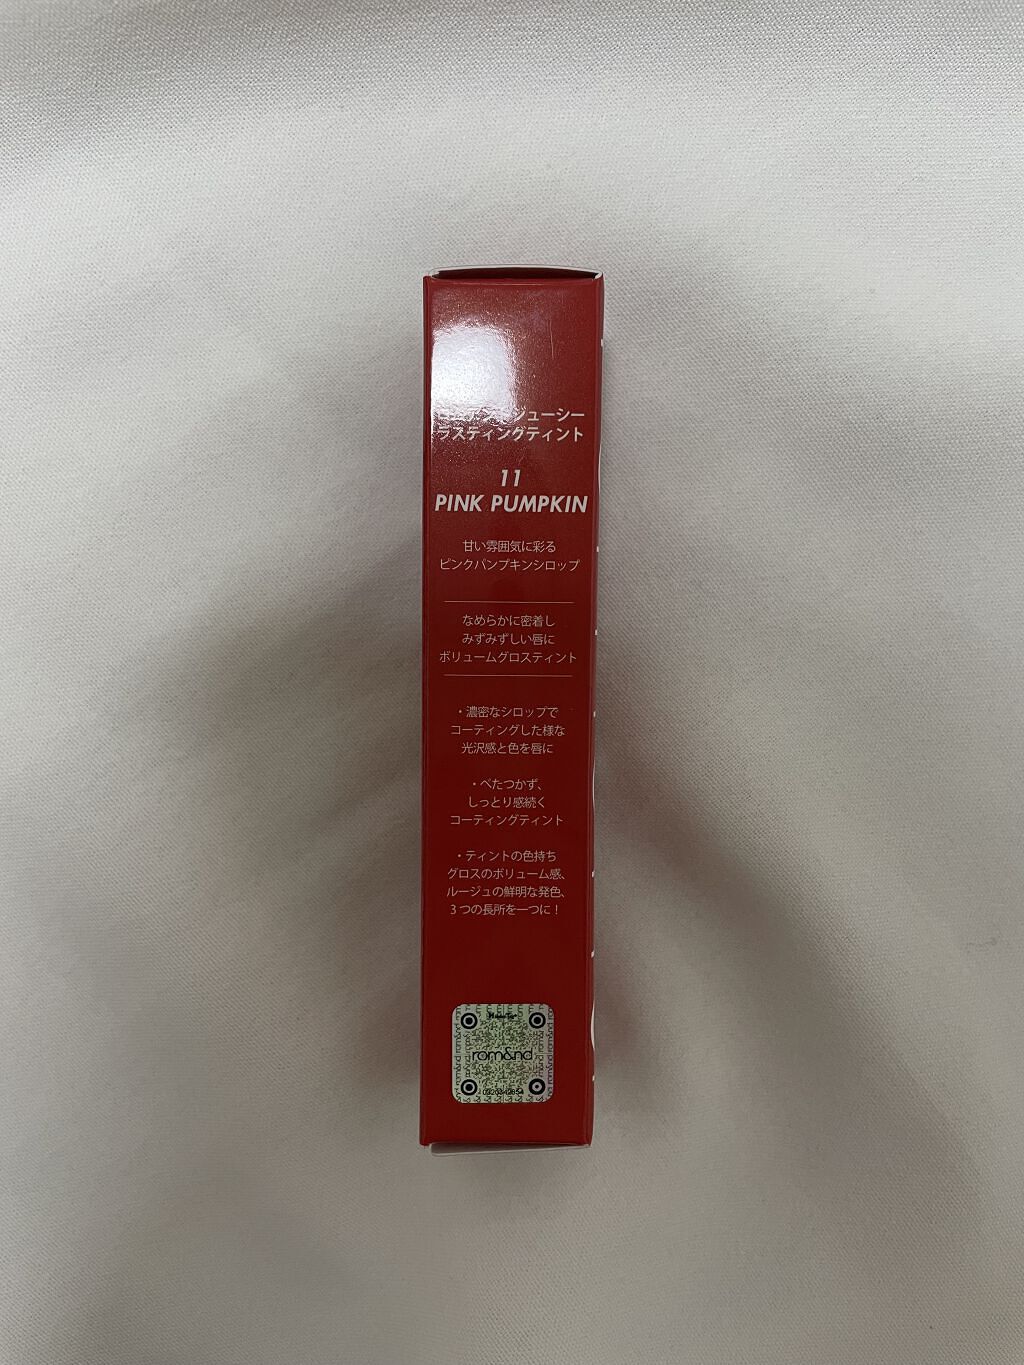 ジューシー
ラスティングティント
11
PINK PUMPKIN
甘い雰囲気に彩る
ピンクパンプキンシロップ
なめらかに密着し
みずみずしい唇に
ボリュームグロスティント
・濃密なシロップで
コーティングした様な
光沢感と色を唇に
・べたつかず、
しっとり感続く
コーティングティント
・ティントの色持ち
グロスのボリューム感、
ルージュの鮮明な発色、
3つの長所を一つに！
rom&nd